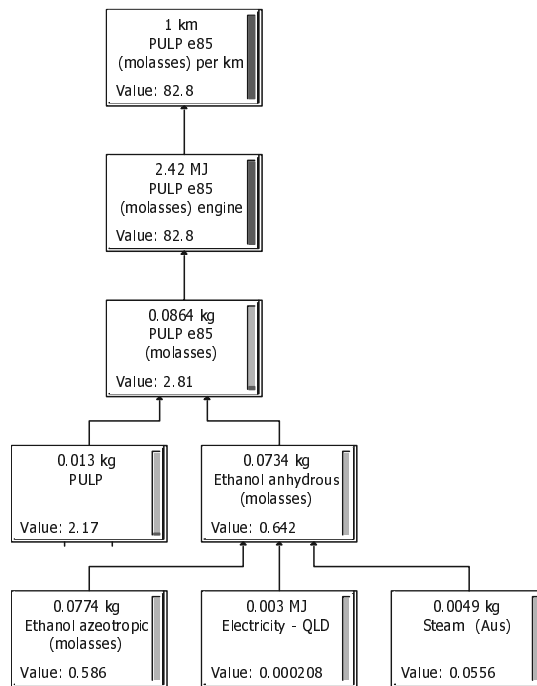 1 km
PULP e85
(molasses) per km
Value: 82.8
2.42 MJ
PULP e85
(molasses) engine
Value: 82.8
0.0864 kg
PULP e85
(molasses)
Value: 2.81
0.013 kg
PULP
Value: 2.17
0.0734 kg
Ethanol anhydrous
(molasses)
Value: 0.642
0.0774 kg
Ethanol azeotropic
(molasses)
Value: 0.586
0.003 MJ
Electricity - QLD
Value: 0.000208
0.0049 kg
Steam (Aus)
Value: 0.0556